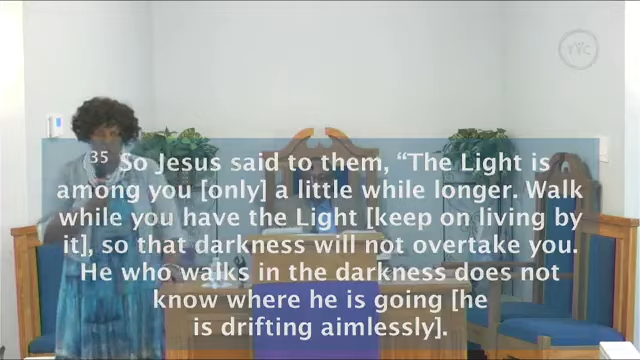 35 So Jesus said to them, “The Light is
among you [only] a little while longer. Walk
while you have the Light [keep on living by
it], so that darkness will not overtake you.
He who walks in the darkness does not
know where he is going [he
is drifting aimlessly].